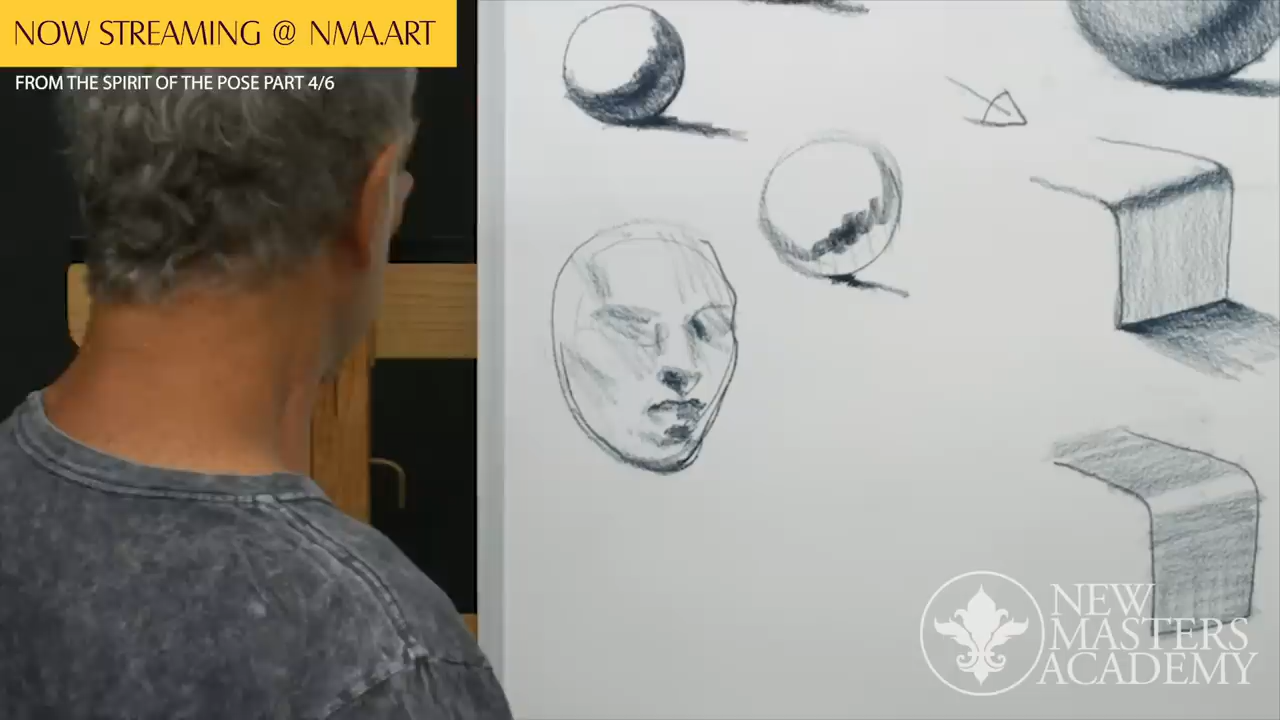 NOW STREAMING @ NMA.ART
FROM THE SPIRIT OF THE POSE PART 4/6
NEW
MASTERS
ACADEMY